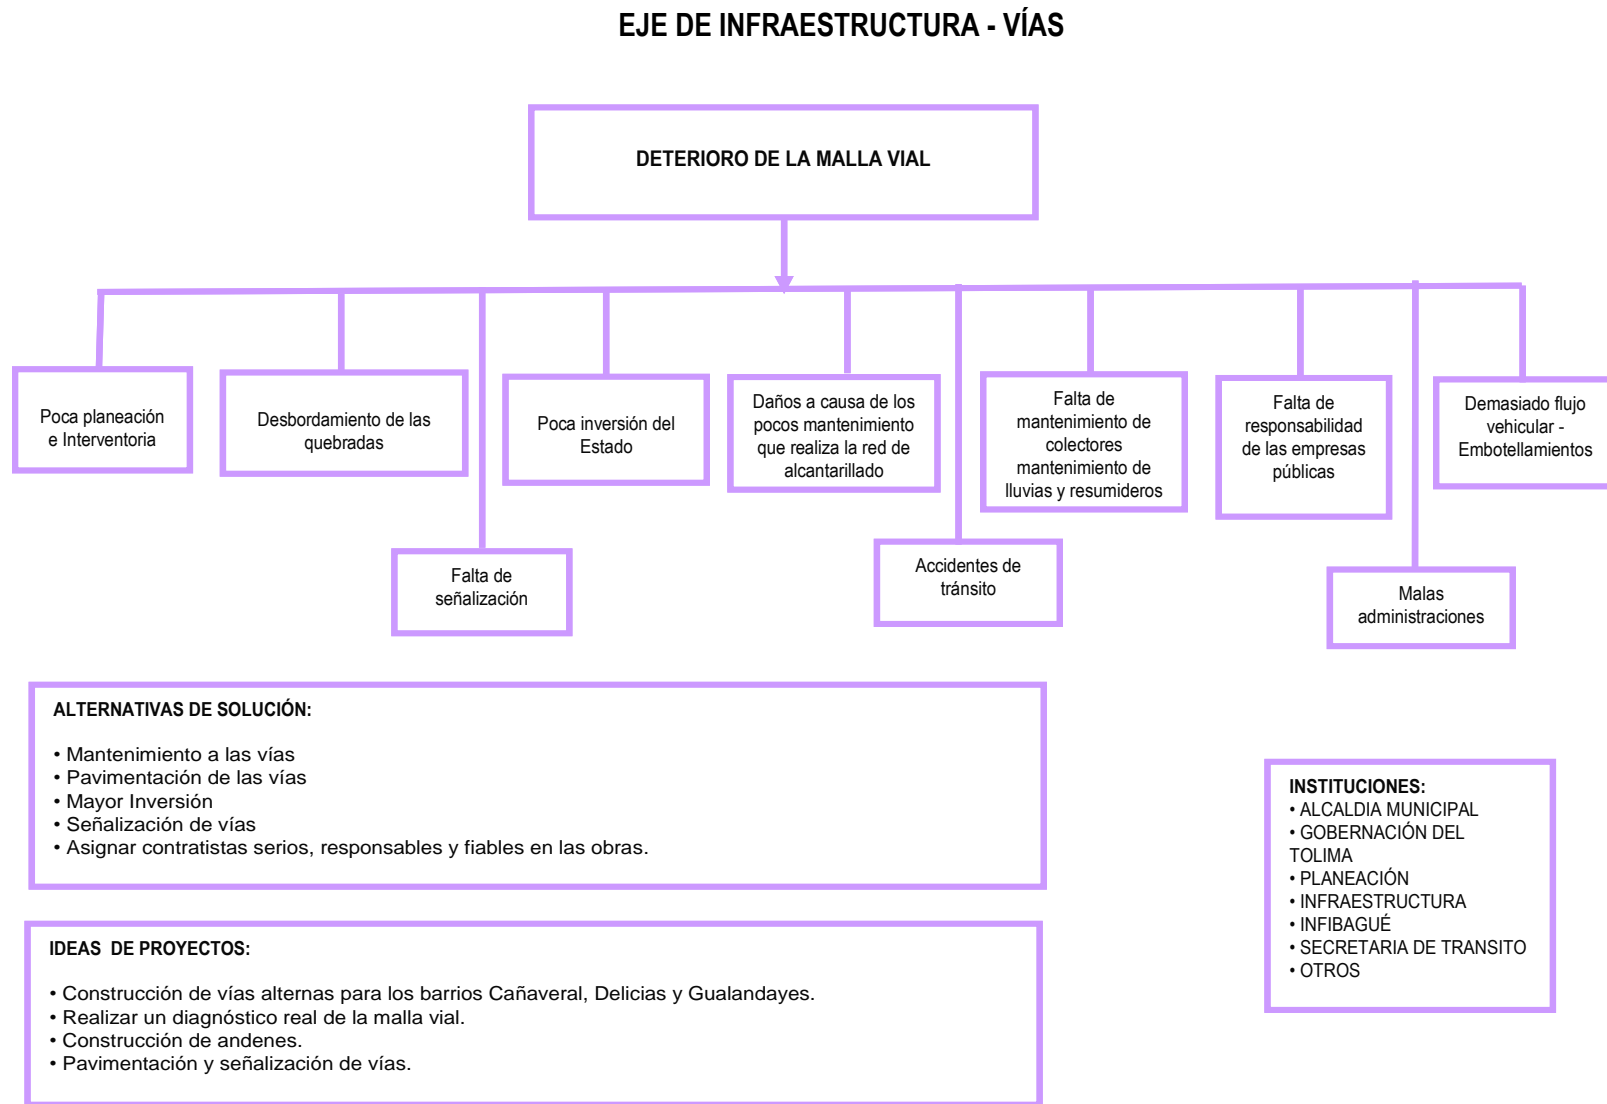 EJE DE INFRAESTRUCTURA - VÍAS
DETERIORO DE LA MALLA VIAL
Poca planeación
e Interventoria
Desbordamiento de las
quebradas
Poca inversión del
Estado
Daños a causa de los
pocos mantenimiento
que realiza la red de
alcantarillado
Falta de
mantenimiento de
colectores
mantenimiento de
lluvias y resumideros
Falta de
responsabilidad
de las empresas
públicas
Demasiado flujo
vehicular -
Embotellamientos
Falta de
señalización
Accidentes de
tránsito
Malas
administraciones
ALTERNATIVAS DE SOLUCIÓN:
• Mantenimiento a las vías
• Pavimentación de las vías
• Mayor Inversión
• Señalización de vías
• Asignar contratistas serios, responsables y fiables en las obras.
INSTITUCIONES:
• ALCALDIA MUNICIPAL
• GOBERNACIÓN DEL
TOLIMA
• PLANEACIÓN
• INFRAESTRUCTURA
• INFIBAGUÉ
• SECRETARIA DE TRANSITO
• OTROS
IDEAS  DE PROYECTOS:
• Construcción de vías alternas para los barrios Cañaveral, Delicias y Gualandayes.
• Realizar un diagnóstico real de la malla vial.
• Construcción de andenes.
• Pavimentación y señalización de vías.